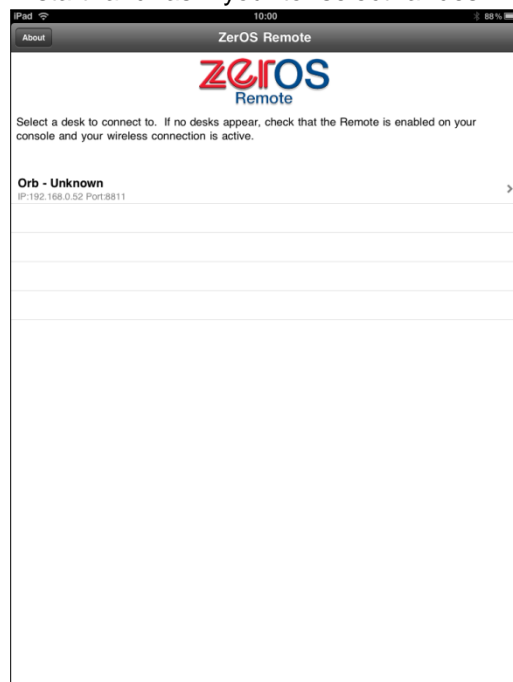 iPad 10:00 88%
About ZerOS Remote
zerOS
Remote
Select a desk to connect to. If no desks appear, check that the Remote is enabled on your
console and your wireless connection is active.
Orb - Unknown
IP:192.168.0.52 Port:8811